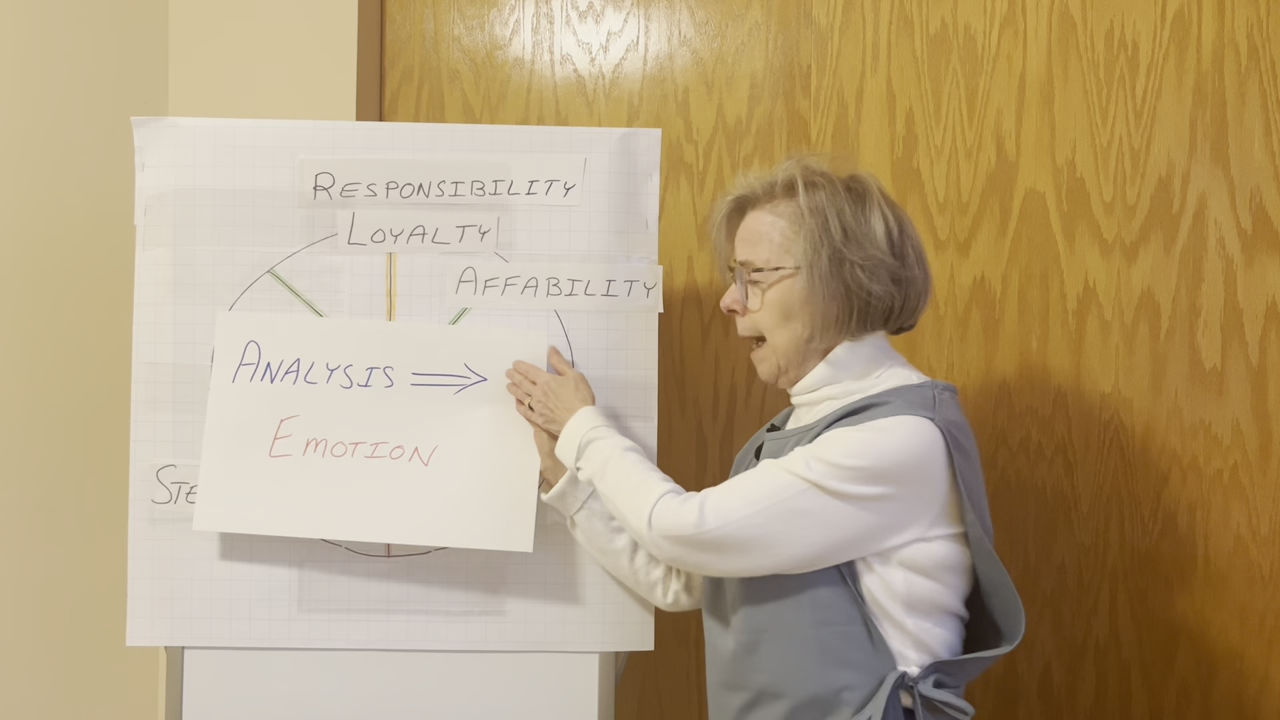 RESPONSIBILITY
LOYALTY
AFFABILITY
ANALYSIS ⇒
EMOTION